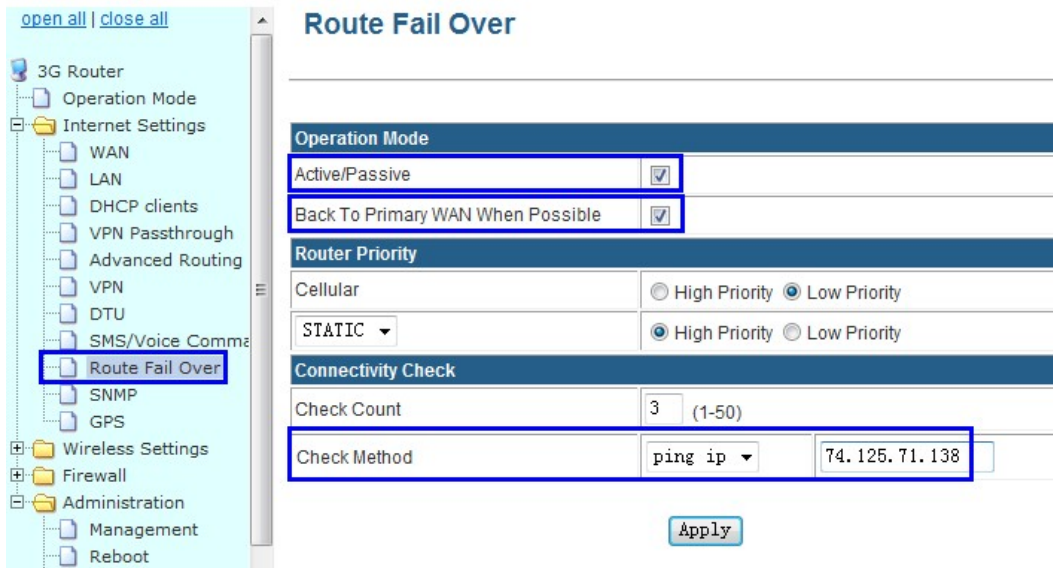 open all | close all
3G Router
Operation Mode
Internet Settings
WAN
LAN
DHCP clients
VPN Passthrough
Advanced Routing
VPN
DTU
SMS/Voice Comma
Route Fail Over
SNMP
GPS
Wireless Settings
Firewall
Administration
Management
Reboot
Route Fail Over
Operation Mode
Active/Passive
Back To Primary WAN When Possible
Router Priority
Cellular High Priority Low Priority
STATIC High Priority Low Priority
Connectivity Check
Check Count 3 (1-50)
Check Method ping ip 74.125.71.138
Apply